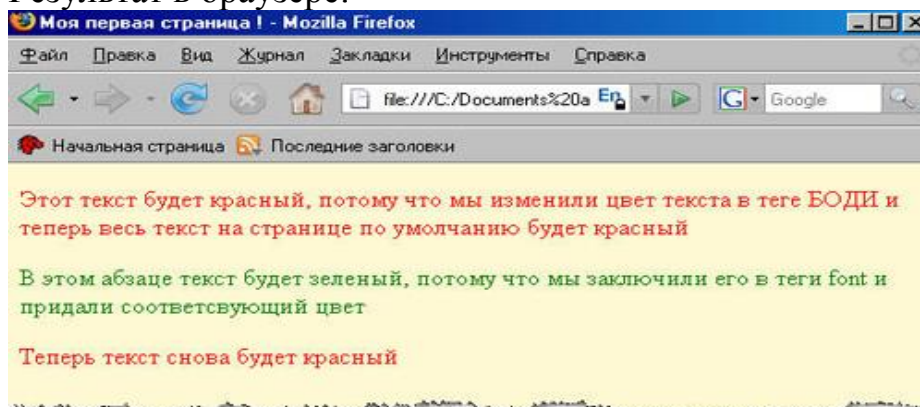 Результат в браузере:
Моя первая страница ! - Mozilla Firefox
Файл Правка Вид Журнал Закладки Инструменты Справка
file:///C:/Documents%20a En Google
Начальная страница Последние заголовки
Этот текст будет красный, потому что мы изменили цвет текста в теге БОДИ и
теперь весь текст на странице по умолчанию будет красный
В этом абзаце текст будет зеленый, потому что мы заключили его в теги font и
придали соответсвующий цвет
Теперь текст снова будет красный